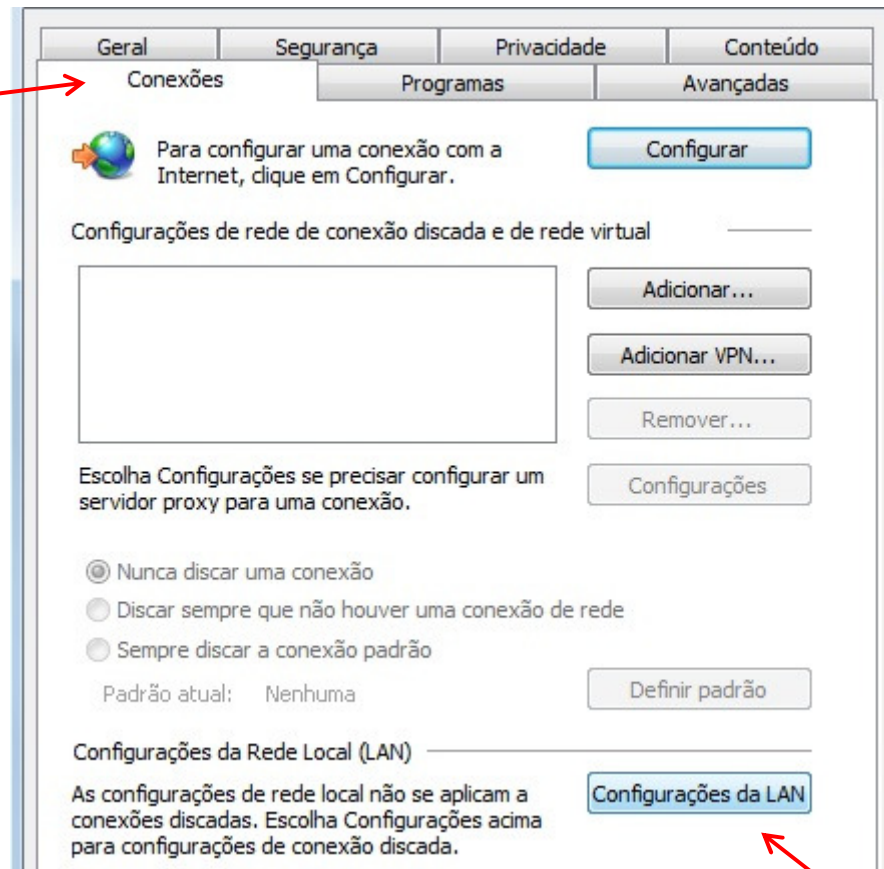 Geral
Segurança
Privacidade
Conteúdo
Conexões
Programas
Avançadas
Para configurar uma conexão com a
Internet, clique em Configurar.
Configurar
Configurações de rede de conexão discada e de rede virtual
Adicionar...
Adicionar VPN...
Remover...
Escolha Configurações se precisar configurar um
servidor proxy para uma conexão.
Configurações
Nunca discar uma conexão
Discar sempre que não houver uma conexão de rede
Sempre discar a conexão padrão
Padrão atual: Nenhuma
Definir padrão
Configurações da Rede Local (LAN)
As configurações de rede local não se aplicam a
conexões discadas. Escolha Configurações acima
para configurações de conexão discada.
Configurações da LAN